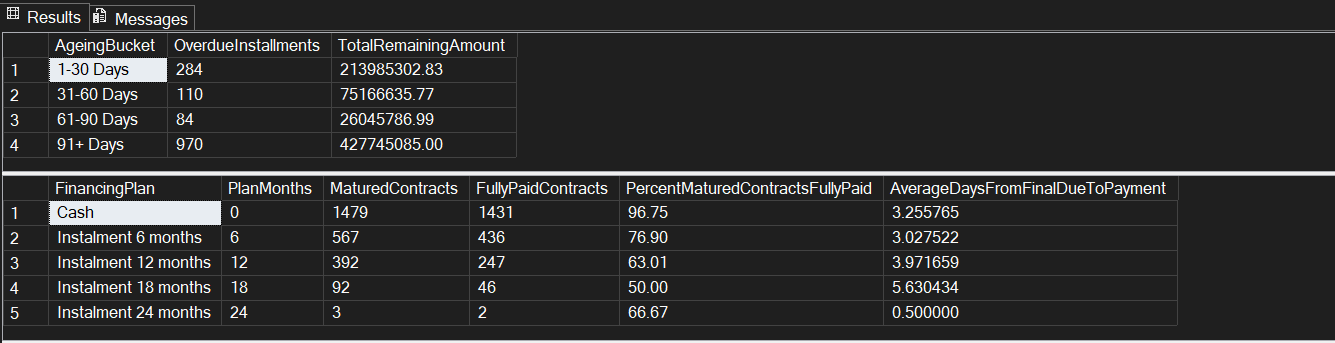 Results Messages
AgeingBucket OverdueInstallments TotalRemainingAmount
1 1-30 Days 284 213985302.83
2 31-60 Days 110 75166635.77
3 61-90 Days 84 26045786.99
4 91+ Days 970 427745085.00
FinancingPlan PlanMonths MaturedContracts FullyPaidContracts PercentMaturedContractsFullyPaid AverageDaysFromFinalDueToPayment
1 Cash 0 1479 1431 96.75 3.255765
2 Instalment 6 months 6 567 436 76.90 3.027522
3 Instalment 12 months 12 392 247 63.01 3.971659
4 Instalment 18 months 18 92 46 50.00 5.630434
5 Instalment 24 months 24 3 2 66.67 0.500000